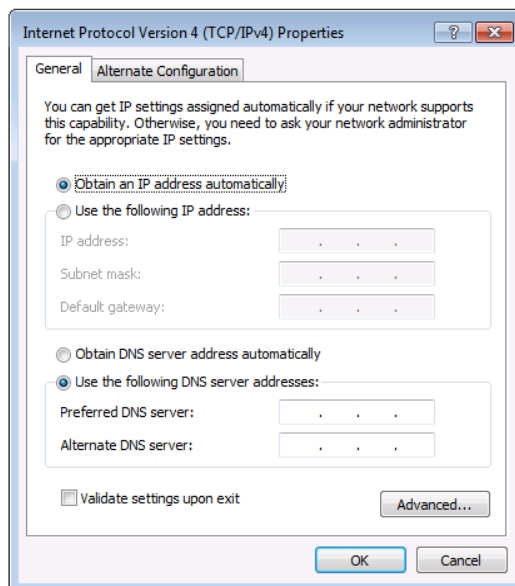 Internet Protocol Version 4 (TCP/IPv4) Properties
?
General
Alternate Configuration
You can get IP settings assigned automatically if your network supports
this capability. Otherwise, you need to ask your network administrator
for the appropriate IP settings.
Obtain an IP address automatically
Use the following IP address:
IP address:
. . .
Subnet mask:
. . .
Default gateway:
. . .
Obtain DNS server address automatically
Use the following DNS server addresses:
Preferred DNS server:
. . .
Alternate DNS server:
. . .
Validate settings upon exit
Advanced...
OK
Cancel